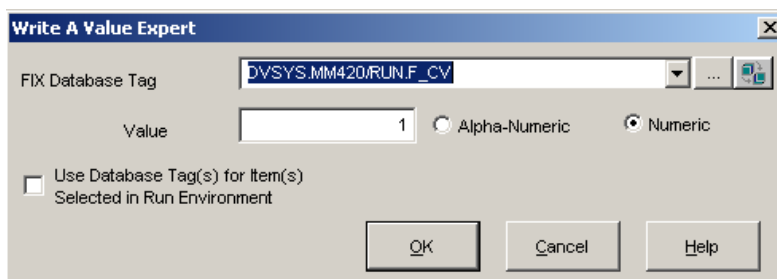 Write A Value Expert
FIX Database Tag DVSYS.MM420/RUN.F_CV ...
Value 1 Alpha-Numeric Numeric
Use Database Tag(s) for Item(s)
Selected in Run Environment
OK Cancel Help